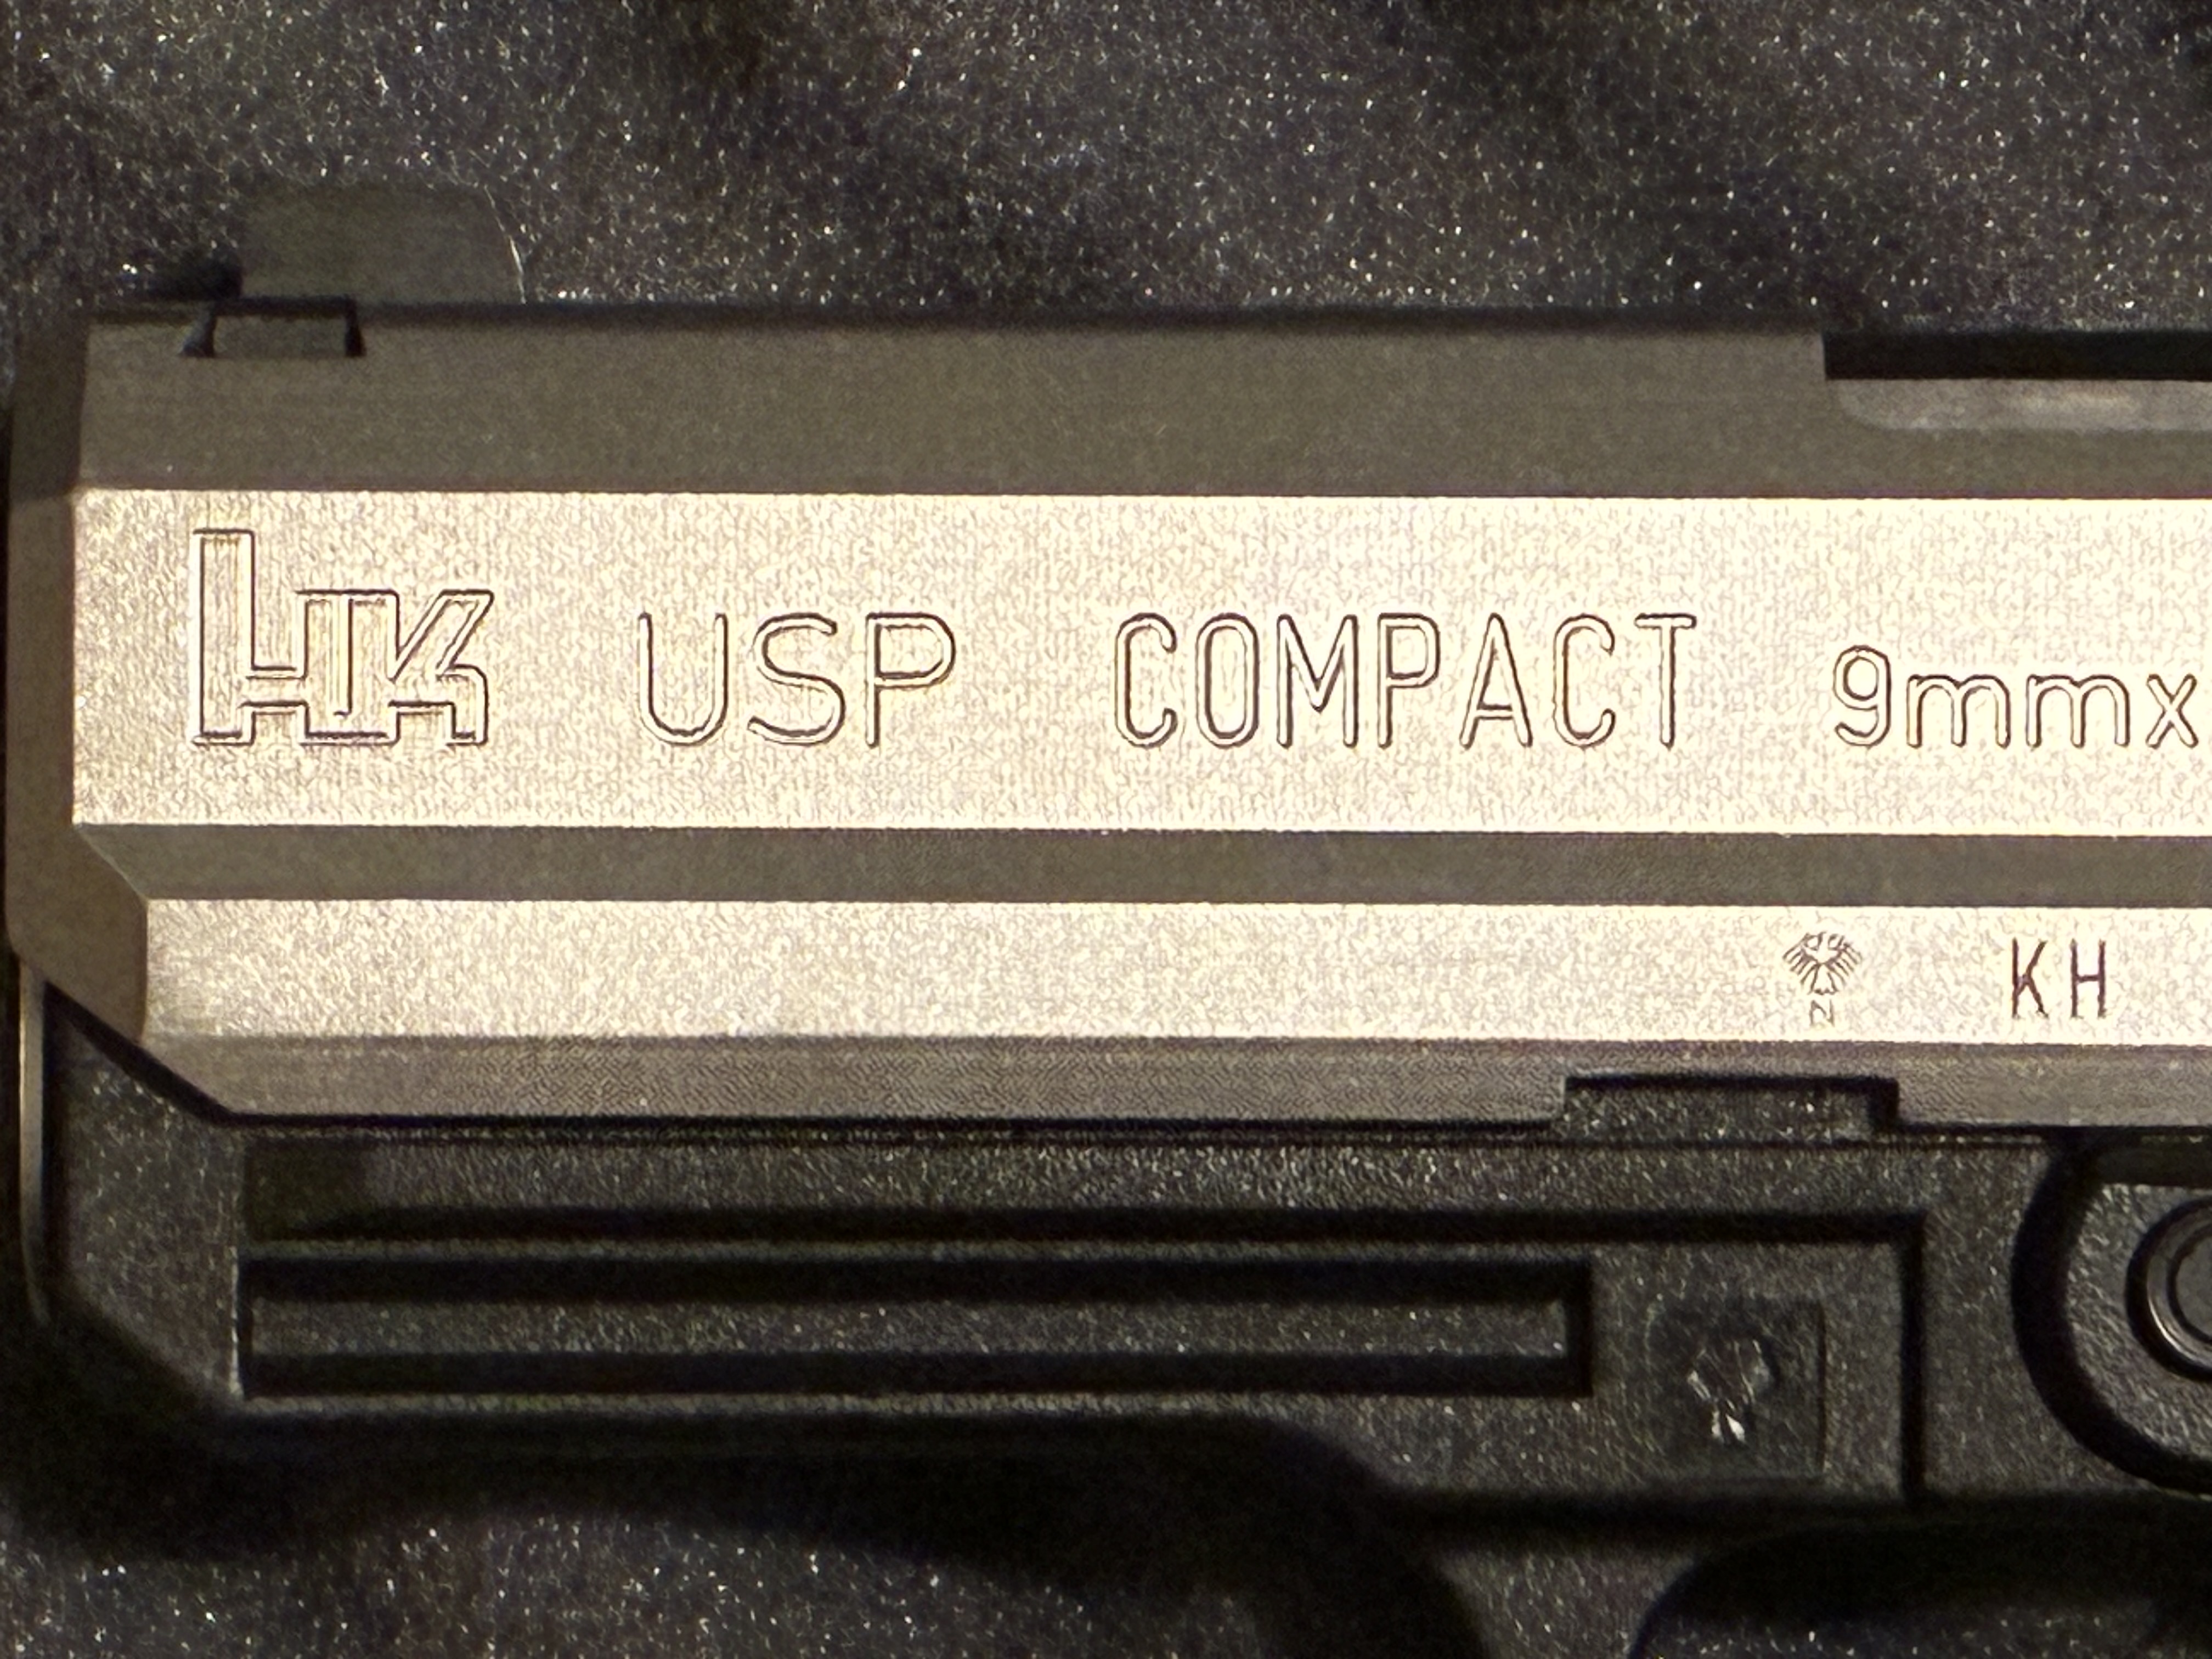 HK USP COMPACT 9mmx
KH
N